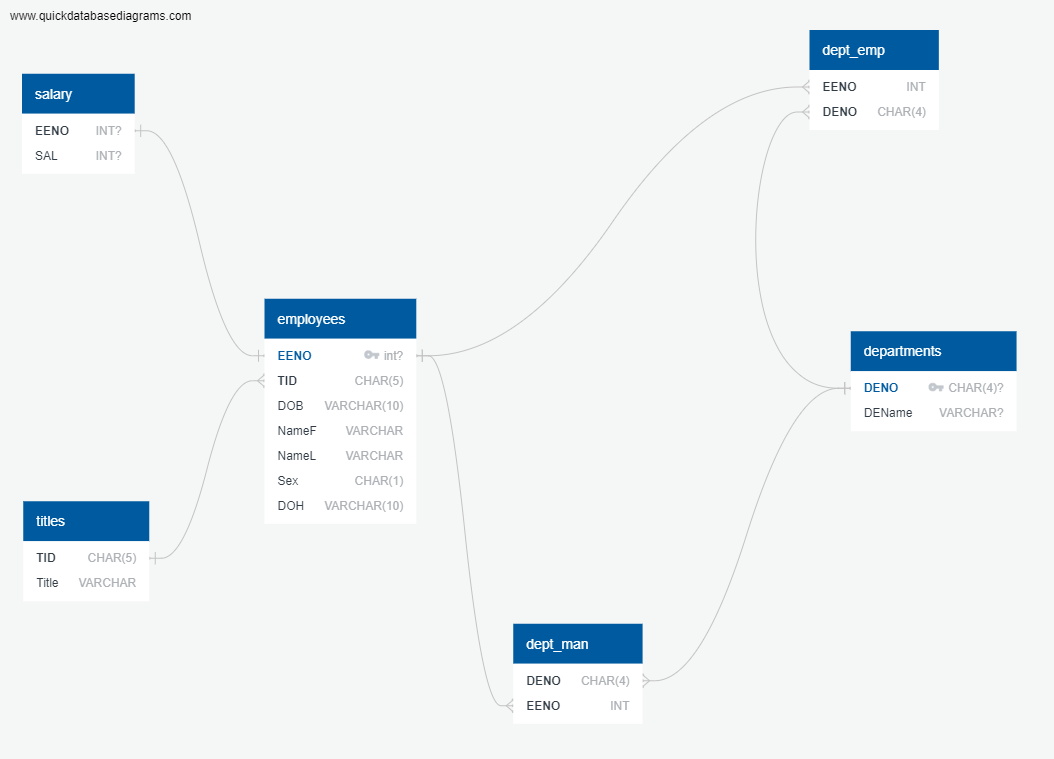 www.quickdatabasediagrams.com
dept_emp
EENO INT
DENO CHAR(4)
salary
EENO INT?
SAL INT?
employees
EENO int?
TID CHAR(5)
DOB VARCHAR(10)
NameF VARCHAR
NameL VARCHAR
Sex CHAR(1)
DOH VARCHAR(10)
departments
DENO CHAR(4)?
DEName VARCHAR?
titles
TID CHAR(5)
Title VARCHAR
dept_man
DENO CHAR(4)
EENO INT